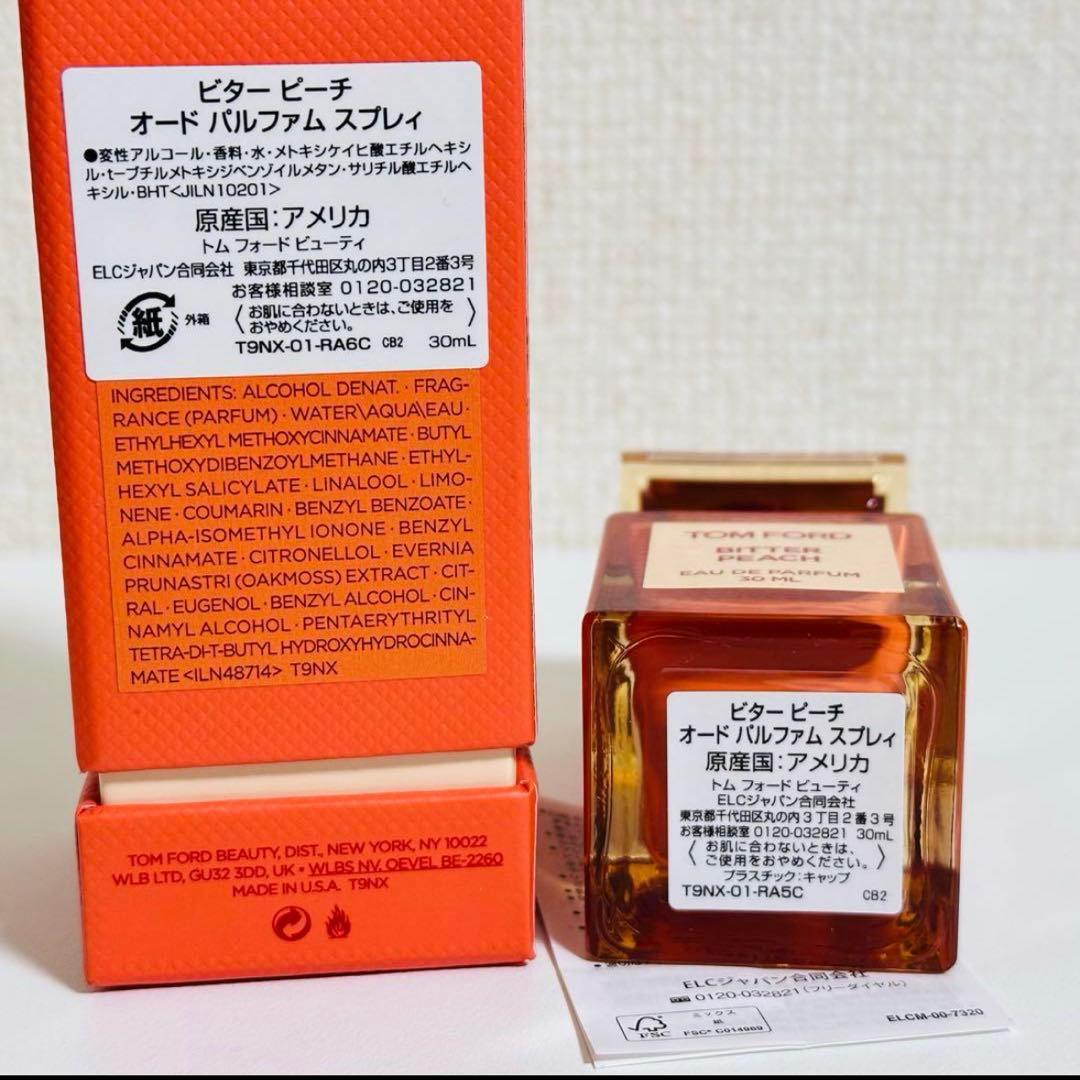 ビター ピーチ
オード パルファム スプレィ
●変性アルコール・香料・水・メトキシケイヒ酸エチルヘキシ
ル・t-ブチルメトキシジベンゾイルメタン・サリチル酸エチルヘ
キシル・BHT<JILN10201>
原産国:アメリカ
トム フォード ビューティ
ELCジャパン合同会社 東京都千代田区丸の内3丁目2番3号
お客様相談室 0120-032821
紙 外箱
〈お肌に合わないときは、ご使用を
おやめください。〉
T9NX-01-RA6C CB2 30mL
INGREDIENTS: ALCOHOL DENAT. · FRAG-
RANCE (PARFUM) · WATER\AQUA\EAU ·
ETHYLHEXYL METHOXYCINNAMATE · BUTYL
METHOXYDIBENZOYLMETHANE · ETHYL-
HEXYL SALICYLATE · LINALOOL · LIMO-
NENE · COUMARIN · BENZYL BENZOATE ·
ALPHA-ISOMETHYL IONONE · BENZYL
CINNAMATE · CITRONELLOL · EVERNIA
PRUNASTRI (OAKMOSS) EXTRACT · CIT-
RAL · EUGENOL · BENZYL ALCOHOL · CIN-
NAMYL ALCOHOL · PENTAERYTHRITYL
TETRA-DI-T-BUTYL HYDROXYHYDROCINNA-
MATE <ILN48714> T9NX
TOM FORD BEAUTY, DIST., NEW YORK, NY 10022
WLB LTD, GU32 3DD, UK · WLBS NV. OEVEL BE-2260
MADE IN U.S.A. T9NX
TOM FORD
BITTER
PEACH
EAU DE PARFUM
30 ML
ビター ピーチ
オード パルファム スプレィ
原産国:アメリカ
トム フォード ビューティ
ELCジャパン合同会社
東京都千代田区丸の内3丁目2番3号
お客様相談室 0120-032821 30mL
〈お肌に合わないときは、
ご使用をおやめください。〉
プラスチック:キャップ
T9NX-01-RA5C CB2
ELCジャパン合同会社
0120-032821(フリーダイヤル)
FSC
ミックス
紙
FSC® C014969
ELCM-00-7320